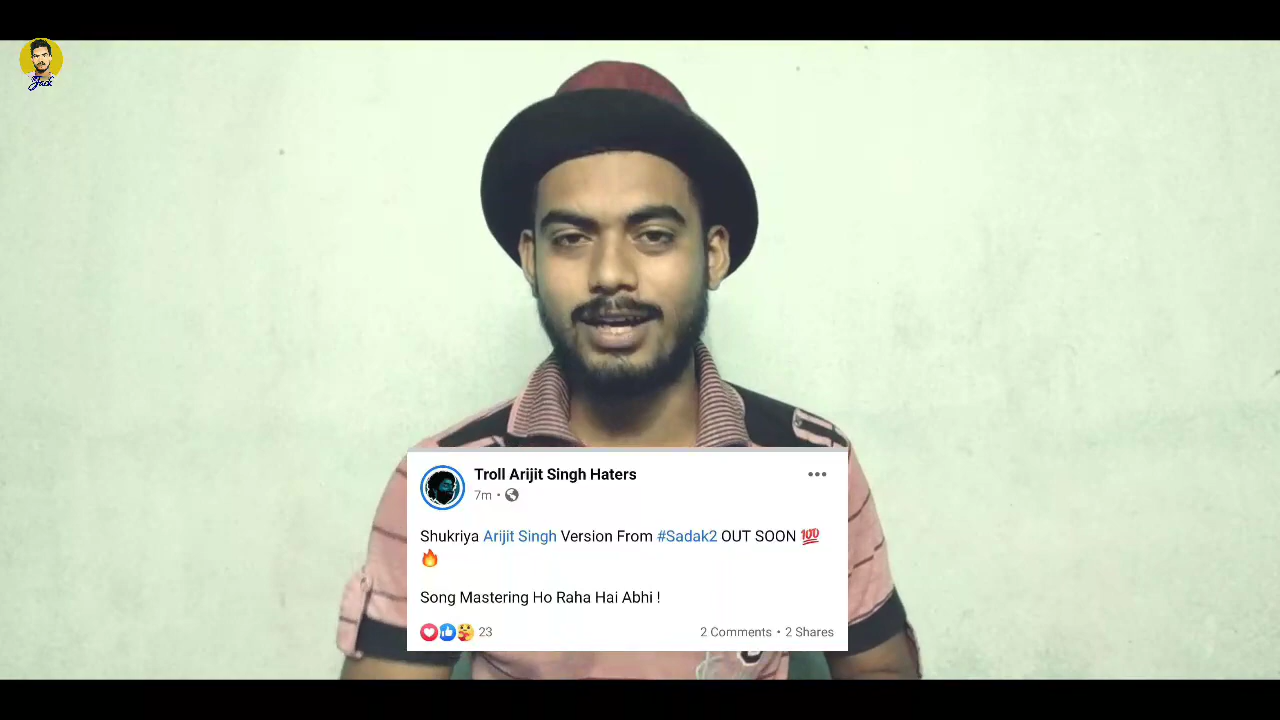 Jack
Troll Arijit Singh Haters
7m •
Shukriya Arijit Singh Version From #Sadak2 OUT SOON 💯
🔥
Song Mastering Ho Raha Hai Abhi !
23 2 Comments • 2 Shares